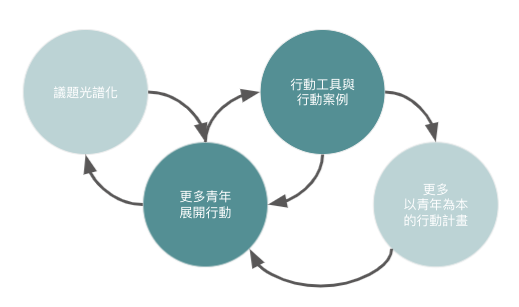 議題光譜化
行動工具與
行動案例
更多青年
展開行動
更多
以青年為本
的行動計畫